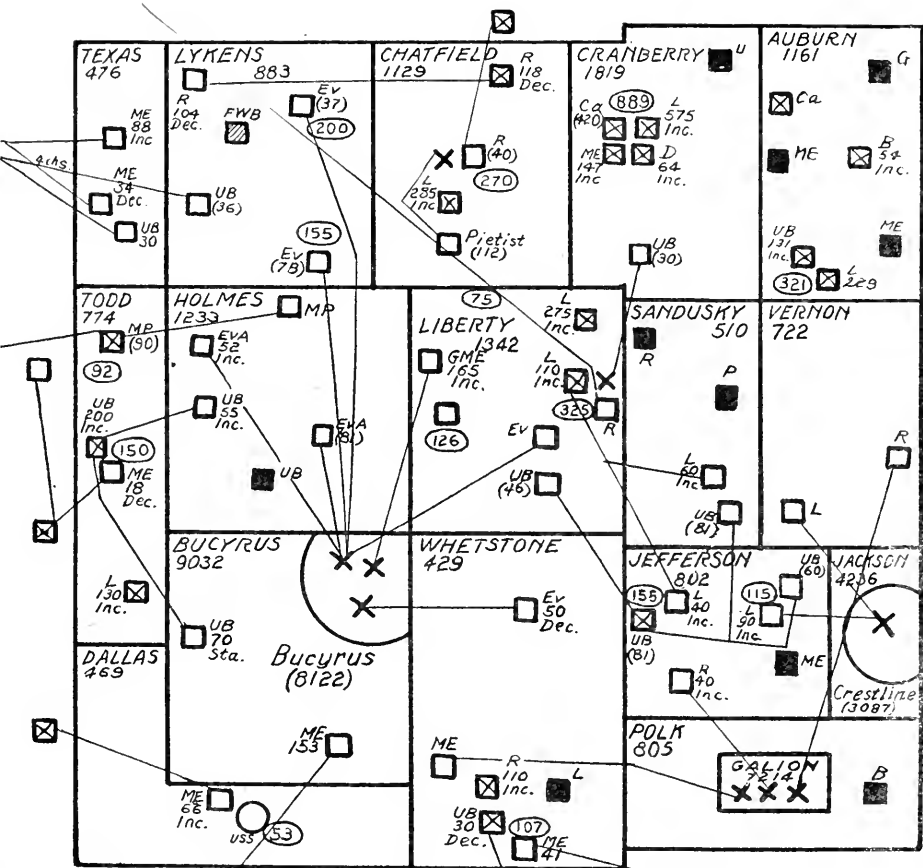 TEXAS
476
ME
88
Inc
4chs
ME
34
Dec.
UB
30
LYKENS
883
R
104
Dec.
FWB
Ev
(37)
200
UB
(36)
155
Ev
(78)
CHATFIELD
1129
R
118
Dec.
R
(40)
270
L
285
Inc
Pietist
(112)
CRANBERRY
1819
U
Ca
(420)
889
L
575
Inc.
ME
147
Inc
D
64
Inc.
UB
(30)
AUBURN
1161
G
Ca
ME
B
54
Inc.
UB
131
Inc.
ME
321
L
229
TODD
774
MP
(90)
92
UB
200
Inc.
150
ME
18
Dec.
L
130
Inc.
HOLMES
1233
MP
EVA
52
Inc.
UB
55
Inc.
EVA
(81)
UB
75
LIBERTY
1342
L
275
Inc
GME
165
Inc.
L
110
Inc.
325
R
126
Ev
UB
(46)
SANDUSKY
510
R
P
L
60
Inc
UB
(81)
VERNON
722
R
L
BUCYRUS
9032
UB
70
Sta.
Bucyrus
(8122)
ME
153
WHETSTONE
429
Ev
50
Dec.
ME
R
110
Inc.
L
UB
30
Dec.
107
ME
41
JEFFERSON
802
155
L
40
Inc.
UB
(81)
115
UB
(60)
L
90
Inc
ME
R
40
Inc.
JACKSON
4236
Crestline
(3087)
DALLAS
469
ME
66
Inc.
USS
53
POLK
805
GALION
7214
B